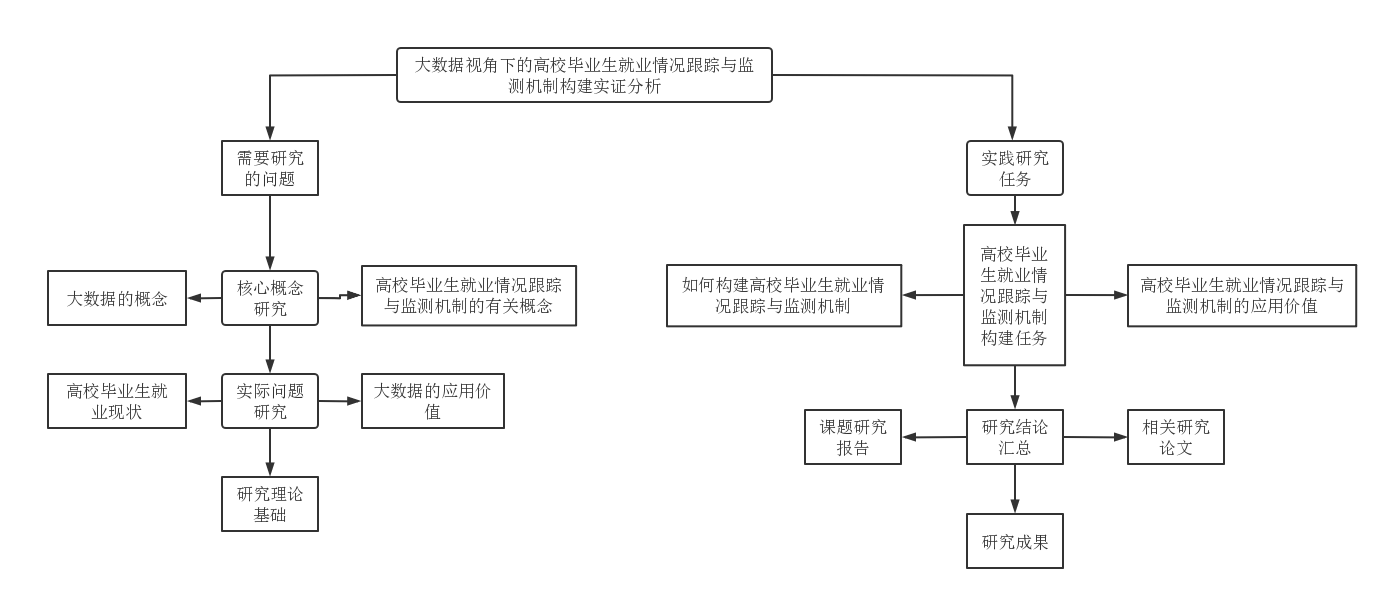 大数据视角下的高校毕业生就业情况跟踪与监
测机制构建实证分析
需要研究
的问题
大数据的概念
核心概念
研究
高校毕业生就业情况跟踪
与监测机制的有关概念
高校毕业生就
业现状
实际问题
研究
大数据的应用价
值
研究理论
基础
实践研究
任务
如何构建高校毕业生就业情
况跟踪与监测机制
高校毕业
生就业情
况跟踪与
监测机制
构建任务
高校毕业生就业情况跟踪与
监测机制的应用价值
课题研究
报告
研究结论
汇总
相关研究
论文
研究成果